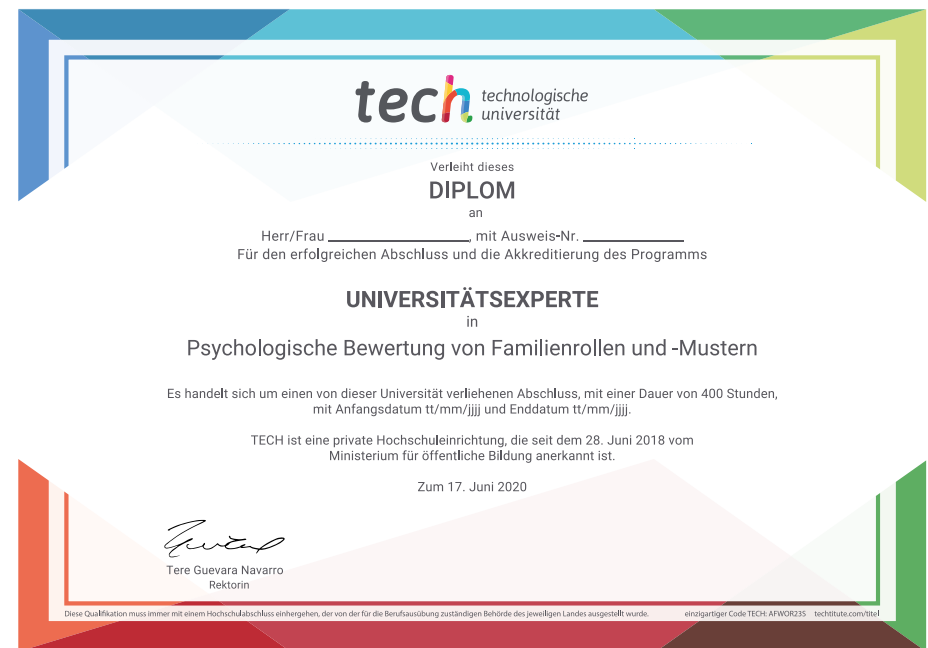 tech technologische
universität
Verleiht dieses
DIPLOM
an
Herr/Frau ____________, mit Ausweis-Nr. ____________
Für den erfolgreichen Abschluss und die Akkreditierung des Programms
UNIVERSITÄTSEXPERTE
in
Psychologische Bewertung von Familienrollen und -Mustern
Es handelt sich um einen von dieser Universität verliehenen Abschluss, mit einer Dauer von 400 Stunden,
mit Anfangsdatum tt/mm/jjjj und Enddatum tt/mm/jjjj.
TECH ist eine private Hochschuleinrichtung, die seit dem 28. Juni 2018 vom
Ministerium für öffentliche Bildung anerkannt ist.
Zum 17. Juni 2020
Tere Guevara Navarro
Rektorin
Diese Qualifikation muss immer mit einem Hochschulabschluss einhergehen, der von der für die Berufsausübung zuständigen Behörde des jeweiligen Landes ausgestellt wurde. einzigartiger Code TECH: AFWOR23S techtitute.com/titel